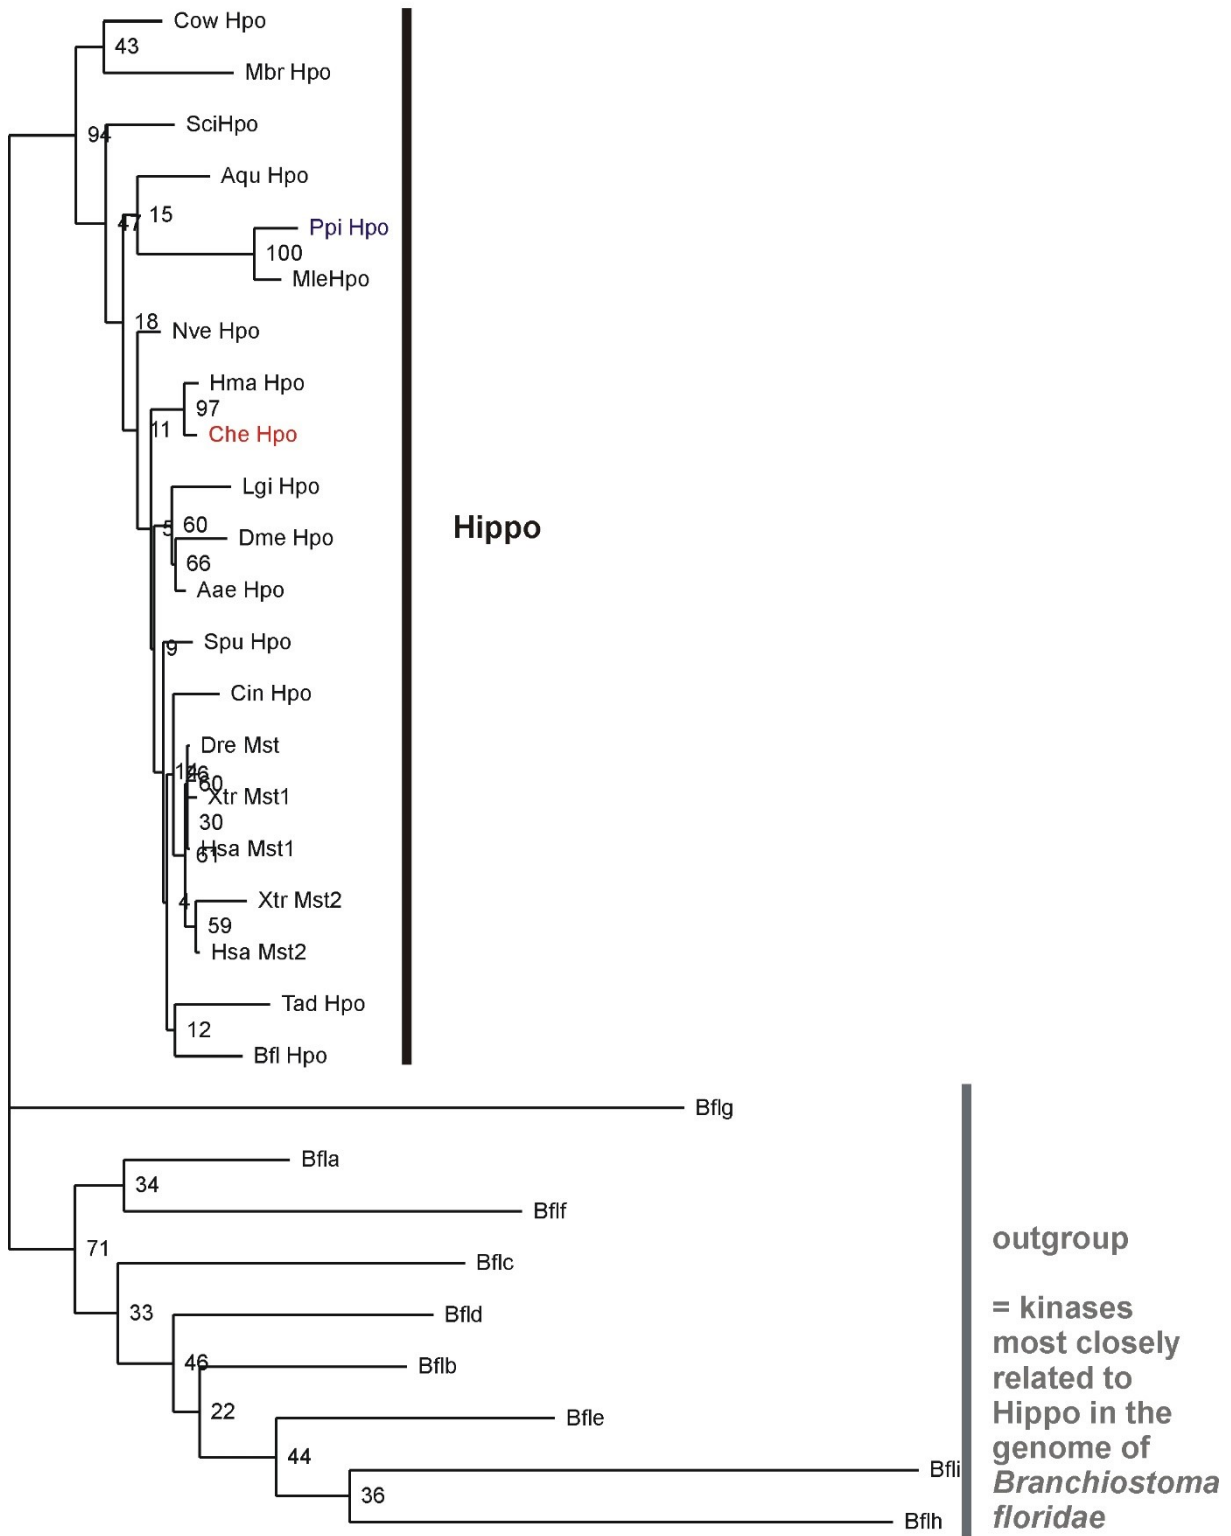 Cow Hpo
43
Mbr Hpo
SciHpo
94
Aqu Hpo
15
47
Ppi Hpo
100
MleHpo
18
Nve Hpo
Hma Hpo
97
Che Hpo
11
Lgi Hpo
60
5
Hippo
Dme Hpo
66
Aae Hpo
Spu Hpo
9
Cin Hpo
Dre Mst
60
Xtr Mst1
30
Hsa Mst1
61
Xtr Mst2
4
59
Hsa Mst2
Tad Hpo
12
Bfl Hpo
Bflg
Bfla
34
Bflf
outgroup
71
Bflc
= kinases
33
Bfld
most closely
46
Bflb
related to
22
Hippo in the
Bfle
genome of
44
Bfli
Branchiostoma
36
floridae
Bflh